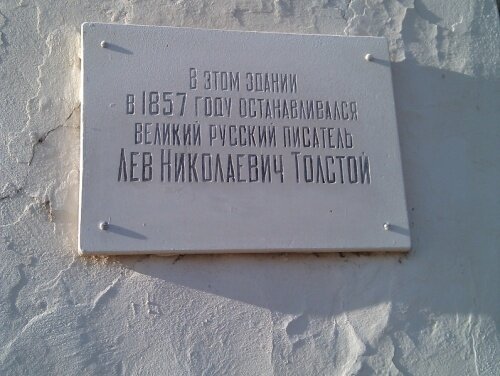 В ЭТОМ ЗДАНИИ
В 1857 ГОДУ ОСТАНАВЛИВАЛСЯ
ВЕЛИКИЙ РУССКИЙ ПИСАТЕЛЬ
ЛЕВ НИКОЛАЕВИЧ ТОЛСТОЙ